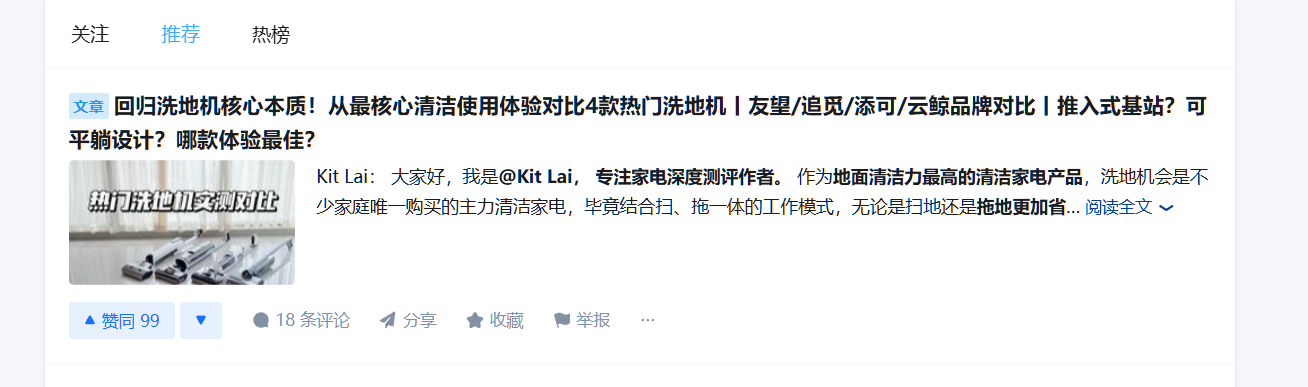 关注 推荐 热榜
文章 回归洗地机核心本质！从最核心清洁使用体验对比4款热门洗地机丨友望/追觅/添可/云鲸品牌对比丨推入式基站？可
平躺设计？哪款体验最佳？
热门洗地机实测对比
Kit Lai： 大家好，我是@Kit Lai， 专注家电深度测评作者。 作为地面清洁力最高的清洁家电产品，洗地机会是不
少家庭唯一购买的主力清洁家电，毕竟结合扫、拖一体的工作模式，无论是扫地还是拖地更加省... 阅读全文
赞同 99 18 条评论 分享 收藏 举报 ···